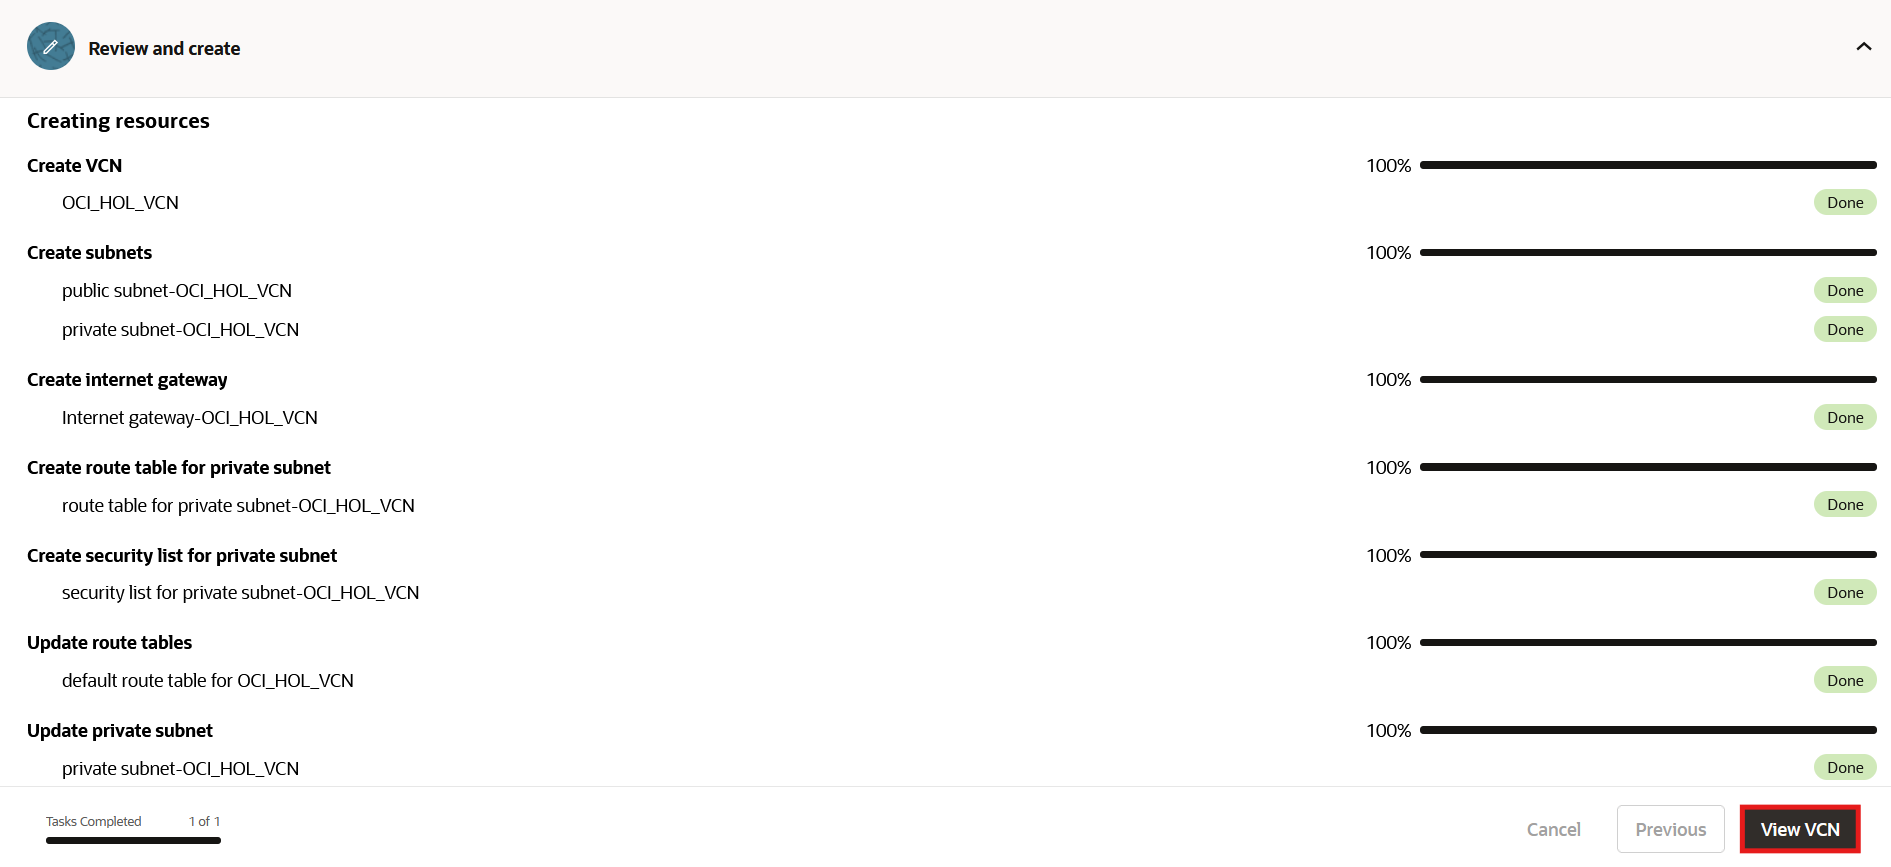 Review and create
Creating resources
Create VCN 100%
OCI_HOL_VCN Done
Create subnets 100%
public subnet-OCI_HOL_VCN Done
private subnet-OCI_HOL_VCN Done
Create internet gateway 100%
Internet gateway-OCI_HOL_VCN Done
Create route table for private subnet 100%
route table for private subnet-OCI_HOL_VCN Done
Create security list for private subnet 100%
security list for private subnet-OCI_HOL_VCN Done
Update route tables 100%
default route table for OCI_HOL_VCN Done
Update private subnet 100%
private subnet-OCI_HOL_VCN Done
Tasks Completed 1 of 1
Cancel Previous View VCN